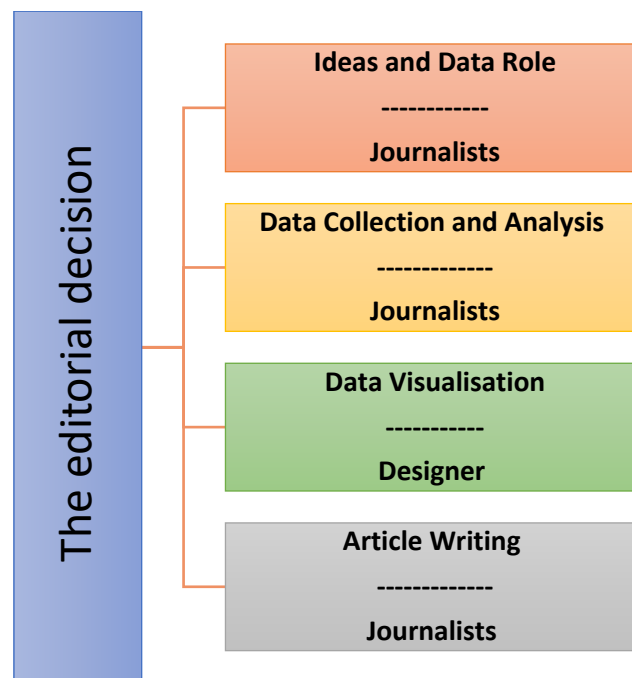 The editorial decision
Ideas and Data Role
------------
Journalists
Data Collection and Analysis
-------------
Journalists
Data Visualisation
-----------
Designer
Article Writing
-------------
Journalists